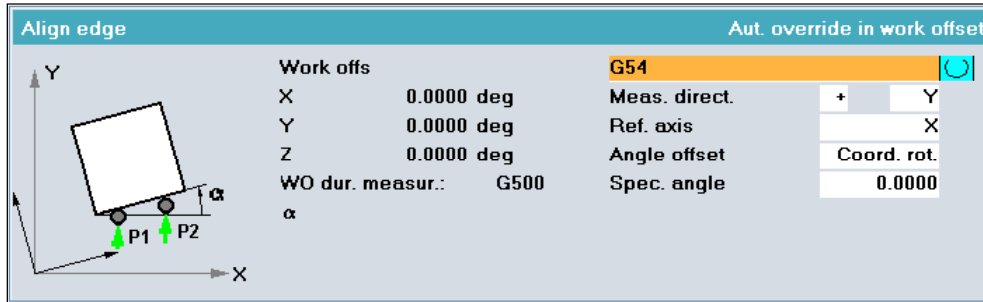 Align edge Aut. override in work offset
Y
Work offs G54
X 0.0000 deg Meas. direct. + Y
Y 0.0000 deg Ref. axis X
Z 0.0000 deg Angle offset Coord. rot.
WO dur. measur.: G500 Spec. angle 0.0000
α
α
P1 P2
X